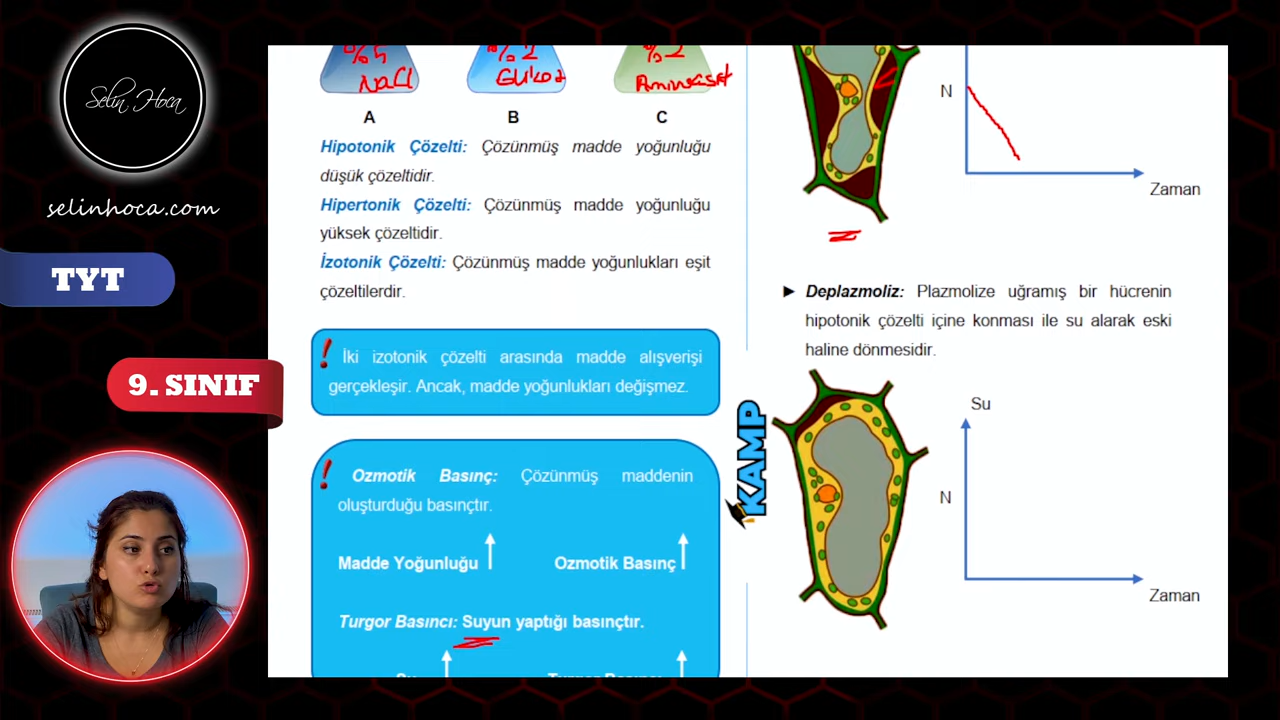 Selin Hoca
selinhoca.com
TYT
9. SINIF
%5
NaCl
Glikoz
%2
Aminoasit
A
B
C
Hipotonik Çözelti: Çözünmüş madde yoğunluğu
düşük çözeltidir.
Hipertonik Çözelti: Çözünmüş madde yoğunluğu
yüksek çözeltidir.
İzotonik Çözelti: Çözünmüş madde yoğunlukları eşit
çözeltilerdir.
! İki izotonik çözelti arasında madde alışverişi
gerçekleşir. Ancak, madde yoğunlukları değişmez.
! Ozmotik Basınç: Çözünmüş maddenin
oluşturduğu basınçtır.
Madde Yoğunluğu
Ozmotik Basınç
Turgor Basıncı: Suyun yaptığı basınçtır.
KAMP
N
Zaman
► Deplazmoliz: Plazmolize uğramış bir hücrenin
hipotonik çözelti içine konması ile su alarak eski
haline dönmesidir.
Su
N
Zaman